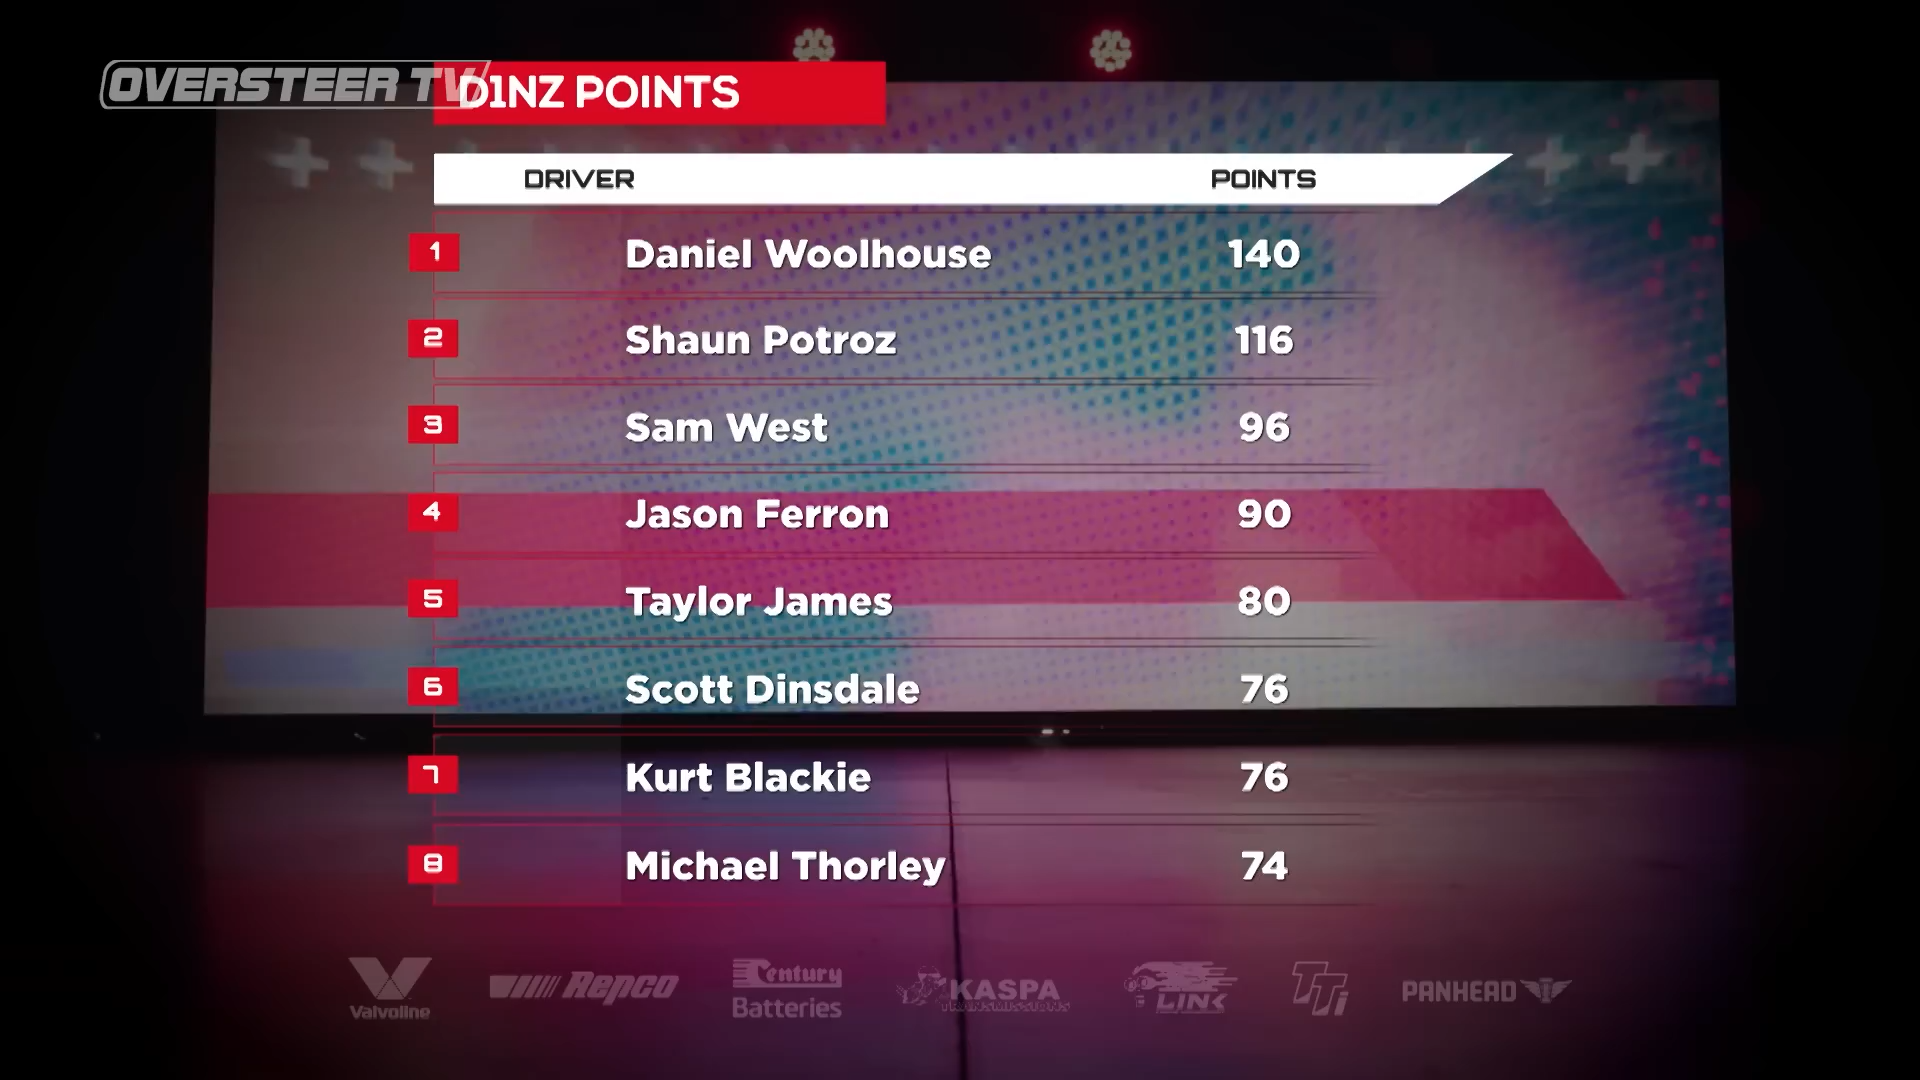 OVERSTEER TV
D1NZ POINTS
DRIVER POINTS
1 Daniel Woolhouse 140
2 Shaun Potroz 116
3 Sam West 96
4 Jason Ferron 90
5 Taylor James 80
6 Scott Dinsdale 76
7 Kurt Blackie 76
8 Michael Thorley 74
Valvoline
Repco
Century
Batteries
KASPA
TRANSMISSIONS
LINK
TTi
PANHEAD